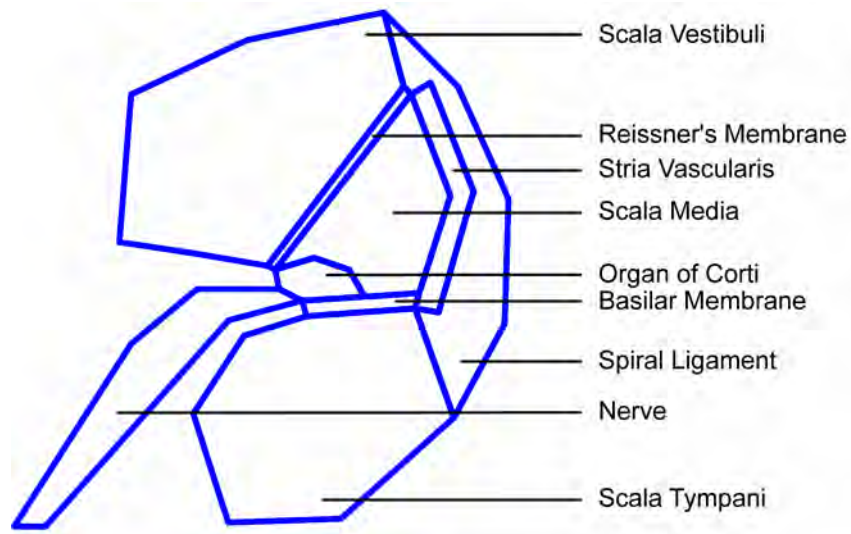 Scala Vestibuli
Reissner's Membrane
Stria Vascularis
Scala Media
Organ of Corti
Basilar Membrane
Spiral Ligament
Nerve
Scala Tympani